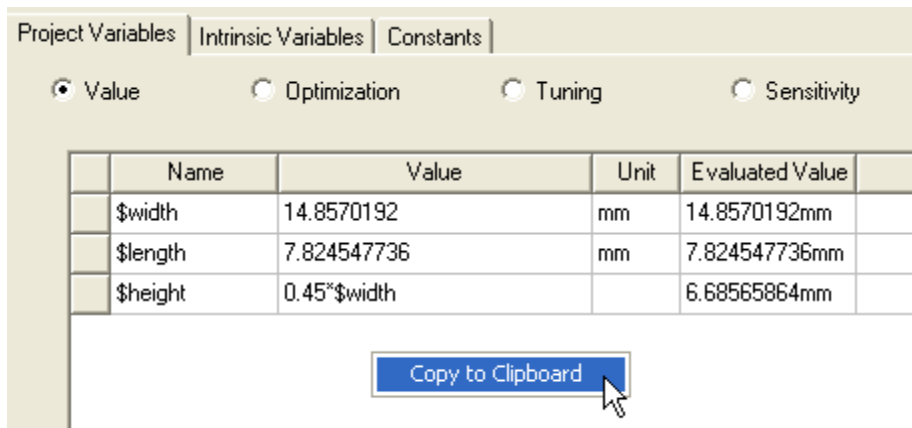 Project Variables Intrinsic Variables Constants
Value Optimization Tuning Sensitivity
Name Value Unit Evaluated Value
$width 14.8570192 mm 14.8570192mm
$length 7.824547736 mm 7.824547736mm
$height 0.45*$width 6.68565864mm
Copy to Clipboard